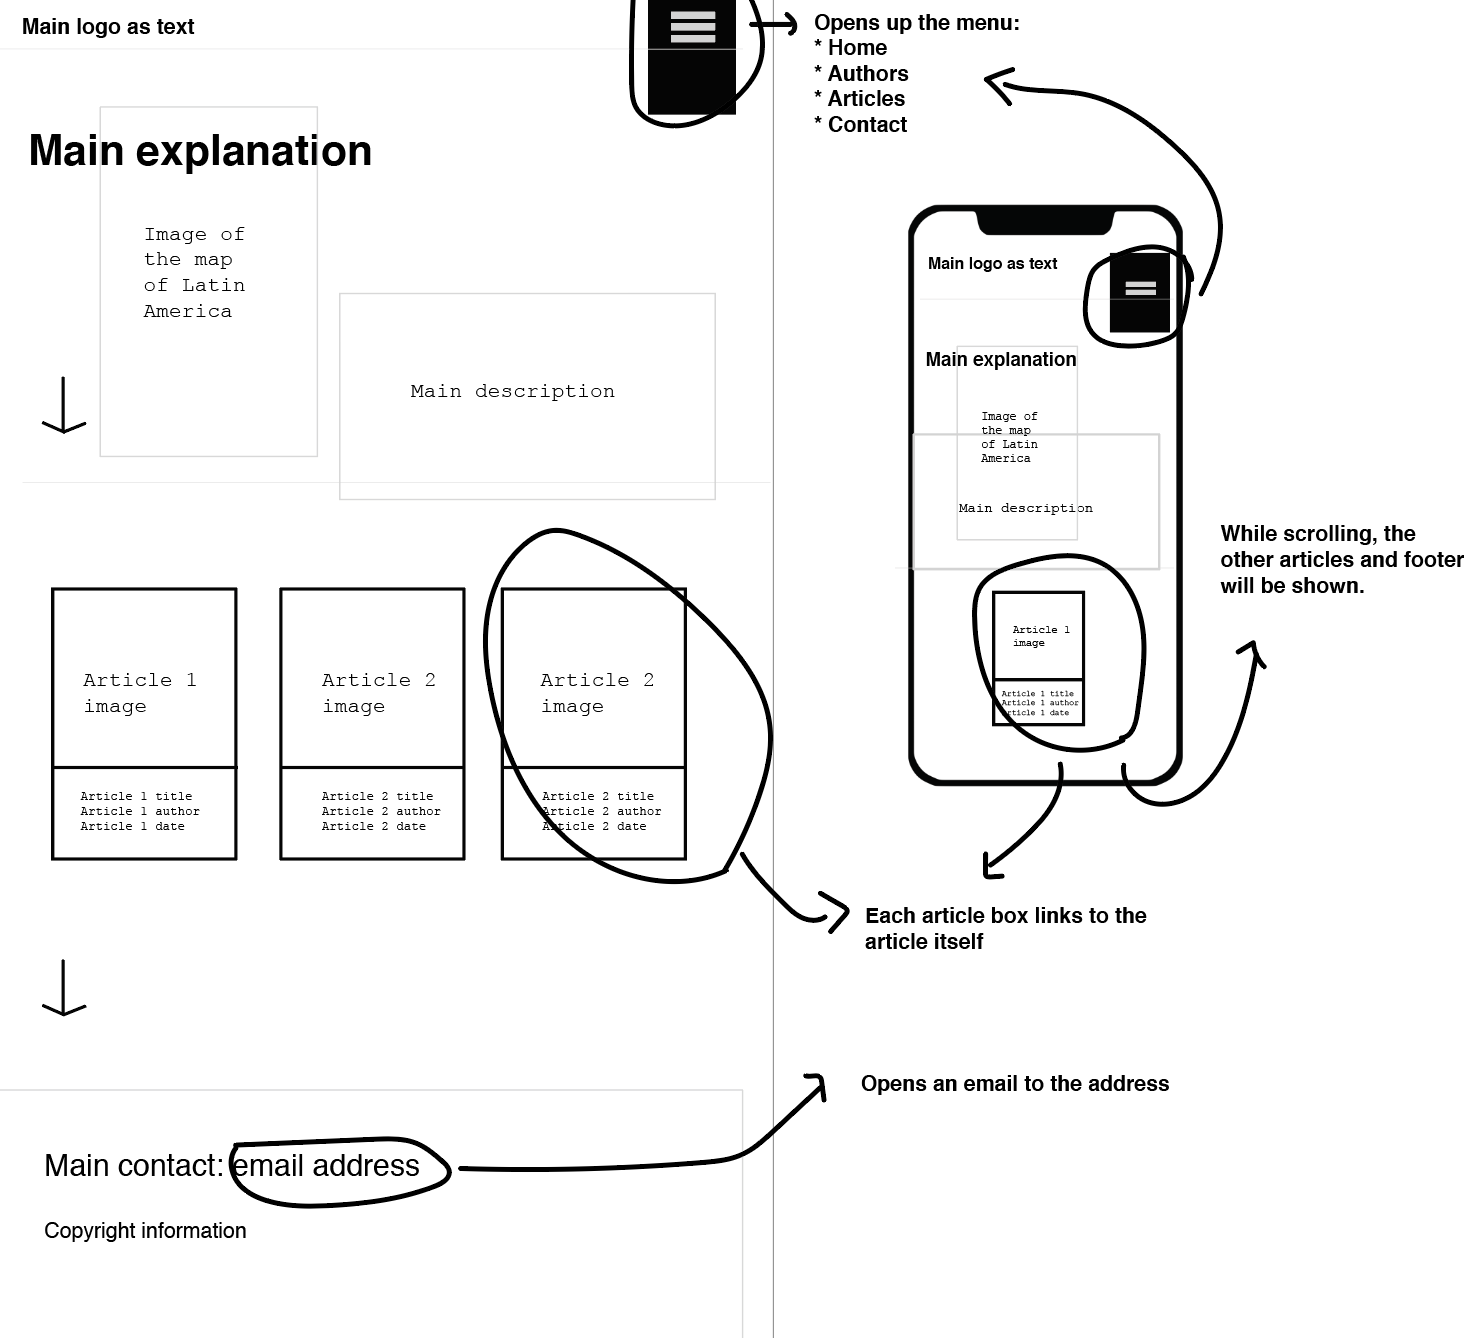 Main logo as text
Main explanation
Image of
the map
of Latin
America
Main description
Article 1
image
Article 1 title
Article 1 author
Article 1 date
Article 2
image
Article 2 title
Article 2 author
Article 2 date
Article 2
image
Article 2 title
Article 2 author
Article 2 date
Main contact: email address
Copyright information
Opens up the menu:
* Home
* Authors
* Articles
* Contact
Main logo as text
Main explanation
Image of
the map
of Latin
America
Main description
Article 1
image
Article 1 title
Article 1 author
Article 1 date
While scrolling, the
other articles and footer
will be shown.
Each article box links to the
article itself
Opens an email to the address